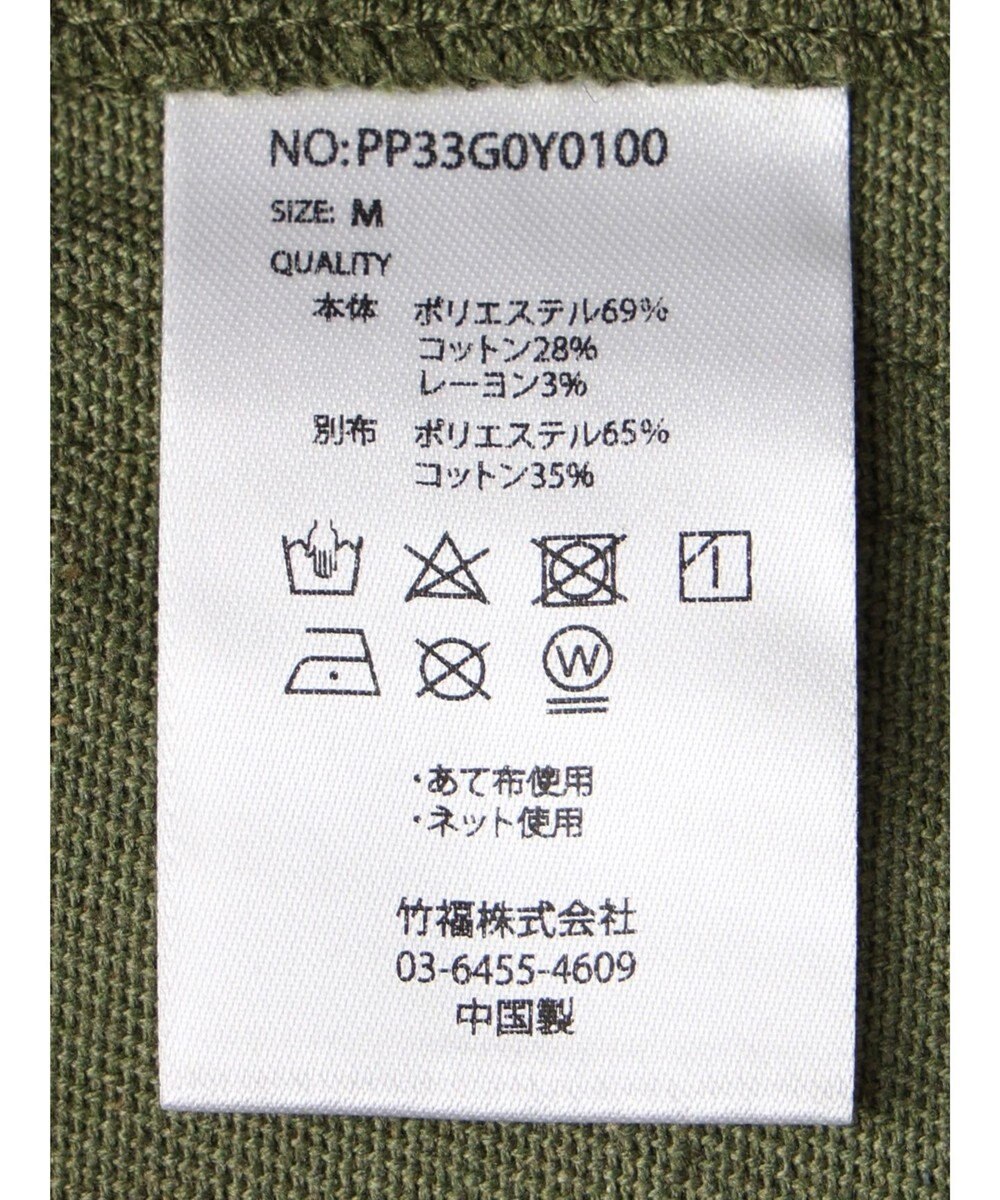 NO:PP33G0Y0100
SIZE: M
QUALITY
本体 ポリエステル69%
コットン28%
レーヨン3%
別布 ポリエステル65%
コットン35%
W
・あて布使用
・ネット使用
竹福株式会社
03-6455-4609
中国製